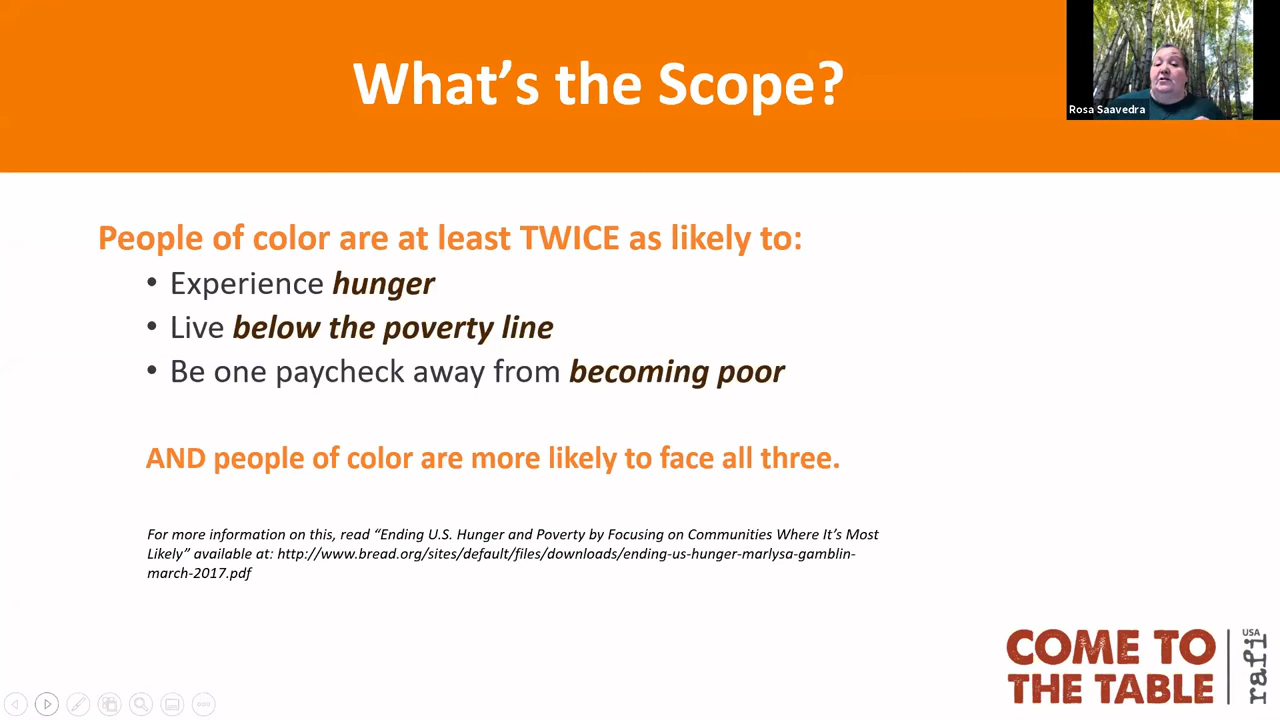 What's the Scope?
Rosa Saavedra
People of color are at least TWICE as likely to:
• Experience hunger
• Live below the poverty line
• Be one paycheck away from becoming poor
AND people of color are more likely to face all three.
For more information on this, read “Ending U.S. Hunger and Poverty by Focusing on Communities Where It’s Most
Likely” available at: http://www.bread.org/sites/default/files/downloads/ending-us-hunger-marlysa-gamblin-
march-2017.pdf
COME TO
THE TABLE
rafi
USA